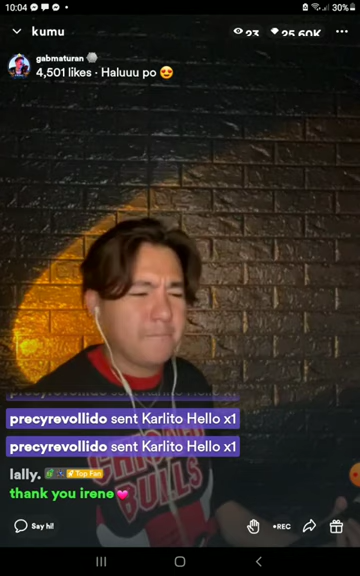 10:04
30%
kumu
23
25.60K
gabmaturan
4,501 likes · Haluuu po 😍
precyrevollido sent Karlito Hello x1
precyrevollido sent Karlito Hello x1
lally. Top Fan
thank you irene💓
CHICAGO
BULLS
Say hi!
REC